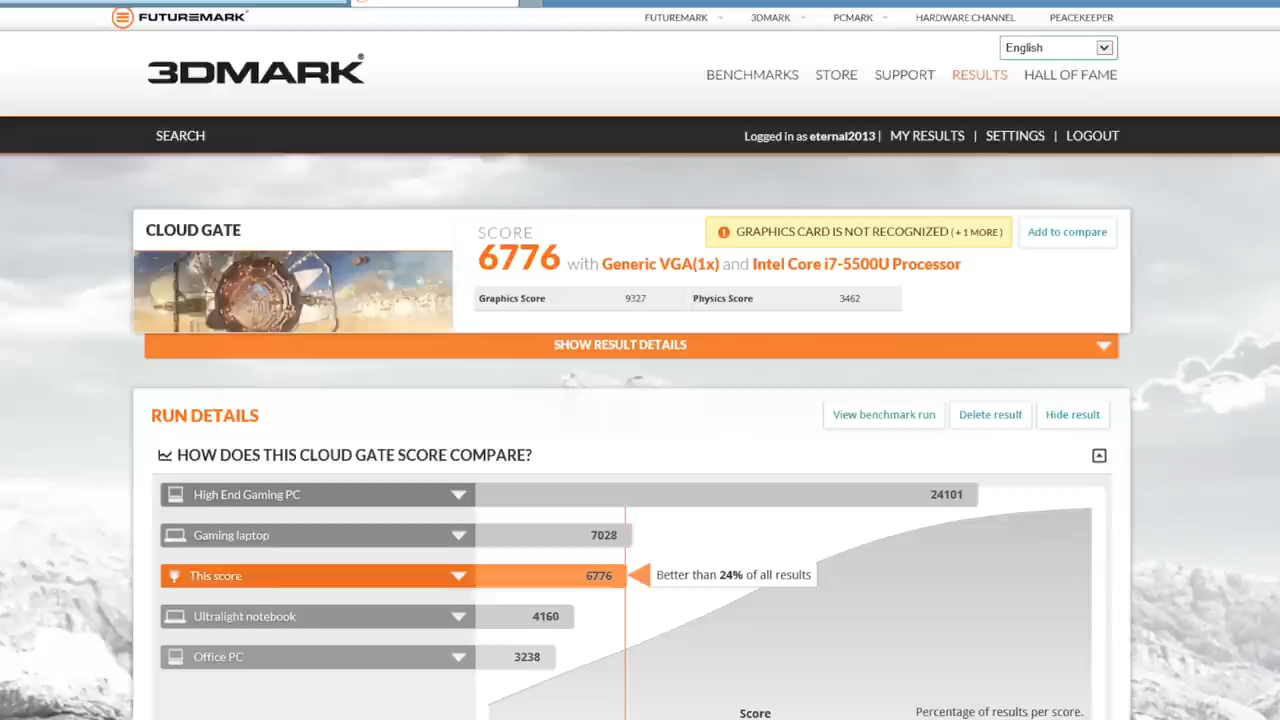 FUTUREMARK
FUTUREMARK 3DMARK PCMARK HARDWARE CHANNEL PEACEKEEPER
English
3DMARK
BENCHMARKS STORE SUPPORT RESULTS HALL OF FAME
SEARCH
Logged in as eternal2013 | MY RESULTS | SETTINGS | LOGOUT
CLOUD GATE
SCORE
GRAPHICS CARD IS NOT RECOGNIZED ( + 1 MORE )
Add to compare
6776 with Generic VGA(1x) and Intel Core i7-5500U Processor
Graphics Score 9327 Physics Score 3462
SHOW RESULT DETAILS
RUN DETAILS
View benchmark run
Delete result
Hide result
HOW DOES THIS CLOUD GATE SCORE COMPARE?
High End Gaming PC 24101
Gaming laptop 7028
This score 6776 Better than 24% of all results
Ultralight notebook 4160
Office PC 3238
Score
Percentage of results per score.